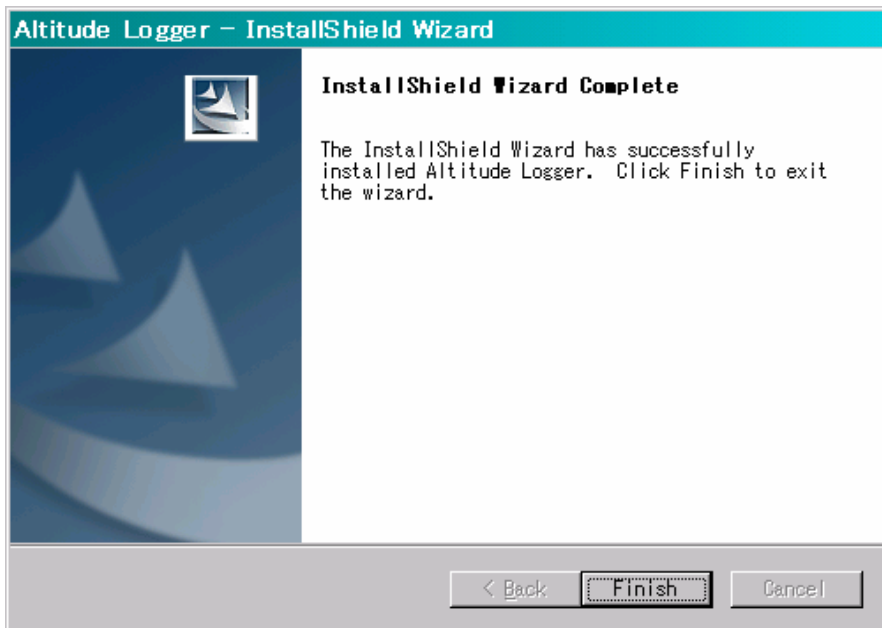 Altitude Logger - InstallShield Wizard
InstallShield Wizard Complete
The InstallShield Wizard has successfully
installed Altitude Logger.  Click Finish to exit
the wizard.
< Back
Finish
Cancel